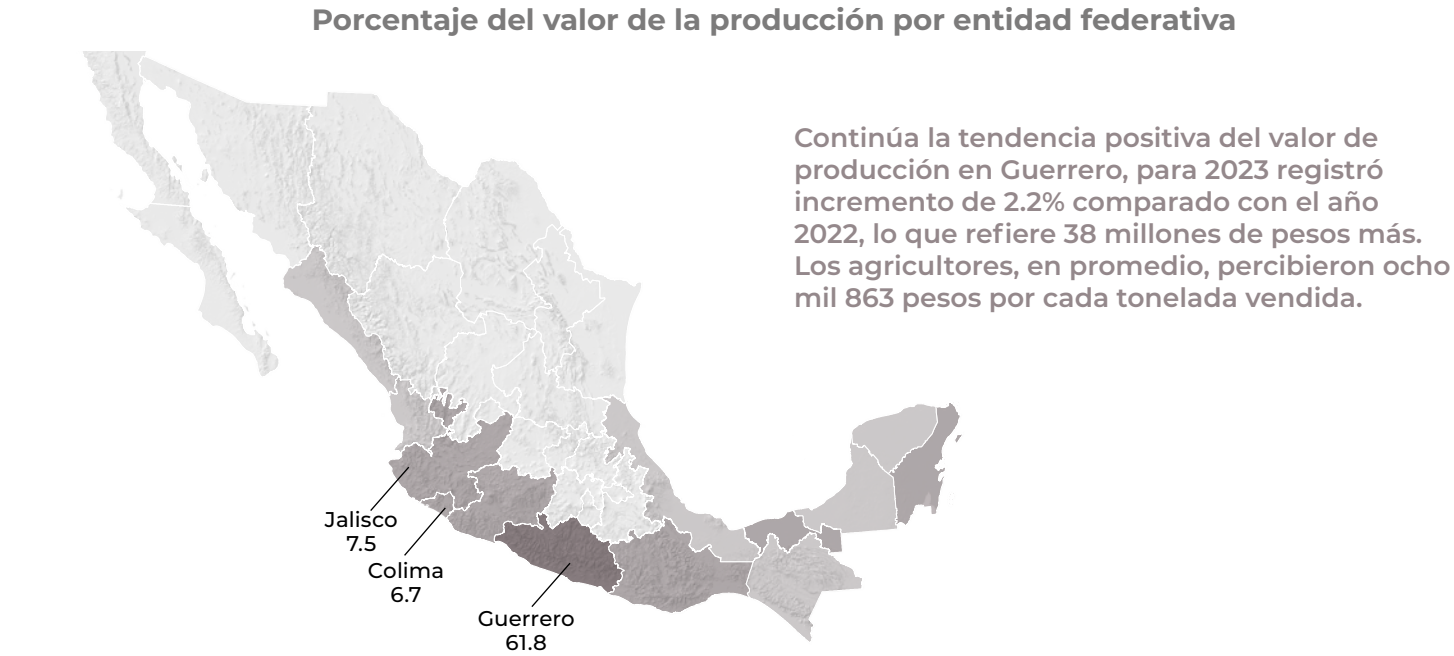 Porcentaje del valor de la producción por entidad federativa
Continúa la tendencia positiva del valor de
producción en Guerrero, para 2023 registró
incremento de 2.2% comparado con el año
2022, lo que refiere 38 millones de pesos más.
Los agricultores, en promedio, percibieron ocho
mil 863 pesos por cada tonelada vendida.
Jalisco
7.5
Colima
6.7
Guerrero
61.8